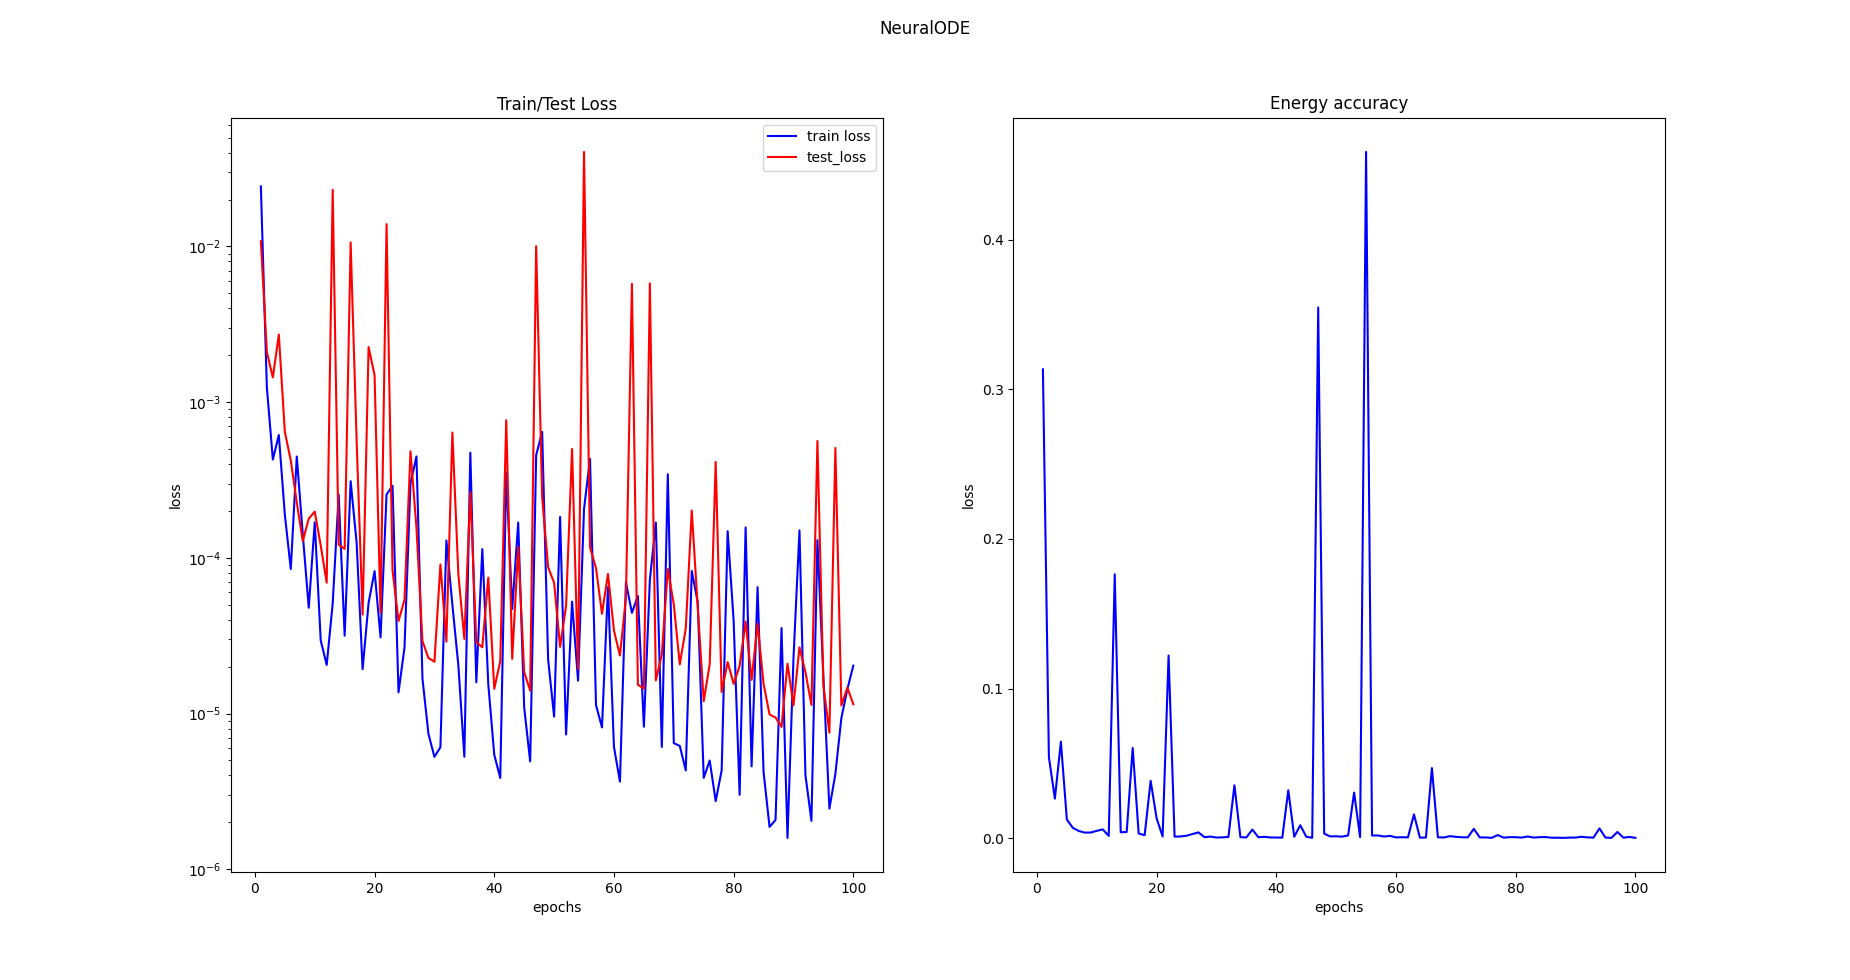 NeuralODE
Train/Test Loss
train loss
test_loss
10⁻²
10⁻³
10⁻⁴
10⁻⁵
10⁻⁶
loss
0
20
40
60
80
100
epochs
Energy accuracy
0.4
0.3
0.2
0.1
0.0
loss
0
20
40
60
80
100
epochs